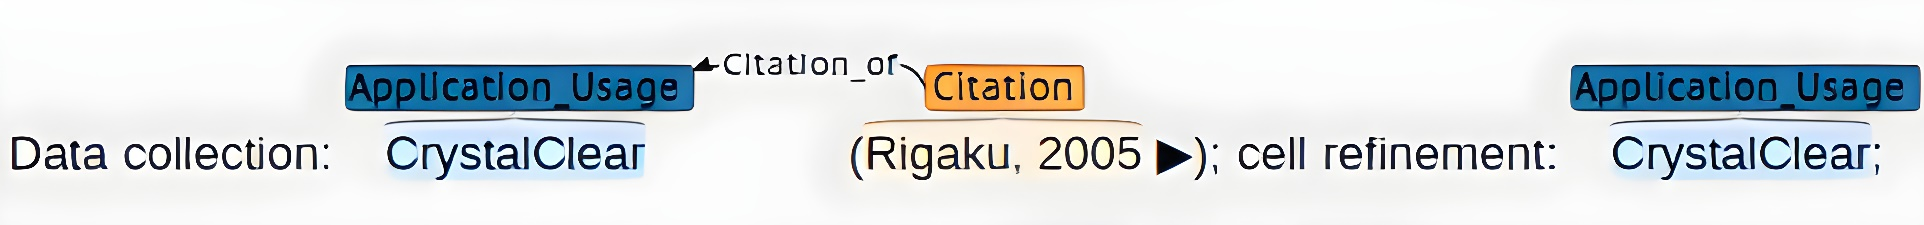 Application_Usage Citation_of Citation Application_Usage
Data collection: CrystalClear (Rigaku, 2005 ▶); cell refinement: CrystalClear;